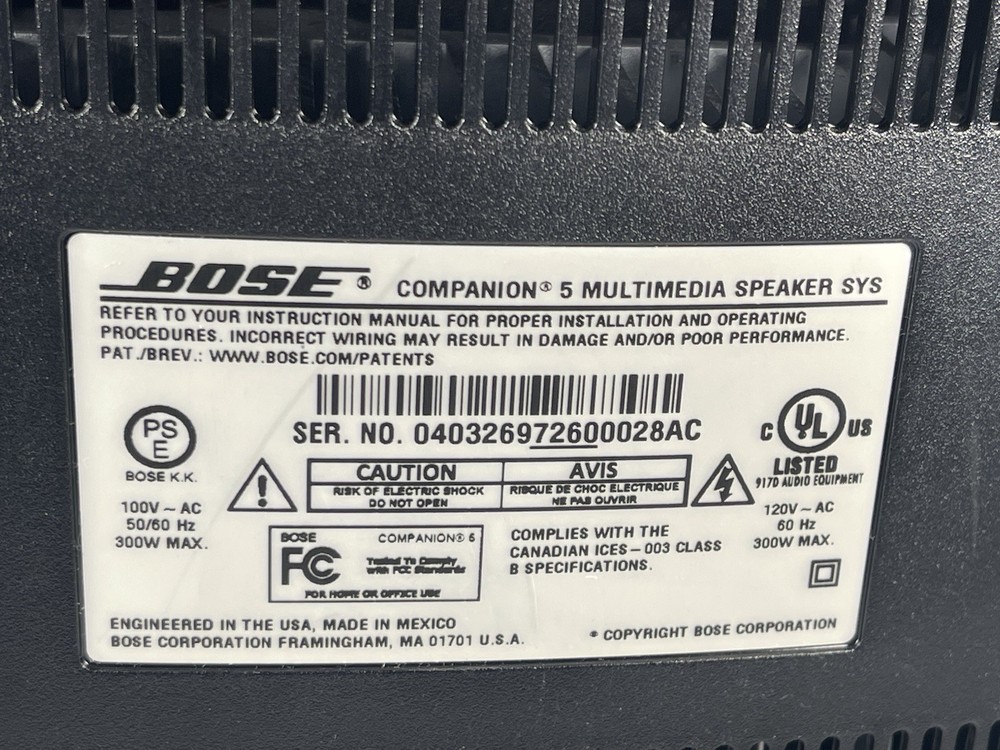 BOSE® COMPANION® 5 MULTIMEDIA SPEAKER SYS
REFER TO YOUR INSTRUCTION MANUAL FOR PROPER INSTALLATION AND OPERATING
PROCEDURES. INCORRECT WIRING MAY RESULT IN DAMAGE AND/OR POOR PERFORMANCE.
PAT./BREV.: WWW.BOSE.COM/PATENTS
SER. NO. 040326972600028AC
PS
E
BOSE K.K.
100V ~ AC
50/60 Hz
300W MAX.
CAUTION
RISK OF ELECTRIC SHOCK
DO NOT OPEN
AVIS
RISQUE DE CHOC ELECTRIQUE
NE PAS OUVRIR
C UL US
LISTED
917D AUDIO EQUIPMENT
120V ~ AC
60 Hz
300W MAX.
BOSE COMPANION® 5
FC
Tested To Comply
with FCC Standards
FOR HOME OR OFFICE USE
COMPLIES WITH THE
CANADIAN ICES – 003 CLASS
B SPECIFICATIONS.
ENGINEERED IN THE USA, MADE IN MEXICO
BOSE CORPORATION FRAMINGHAM, MA 01701 U.S.A.
© COPYRIGHT BOSE CORPORATION